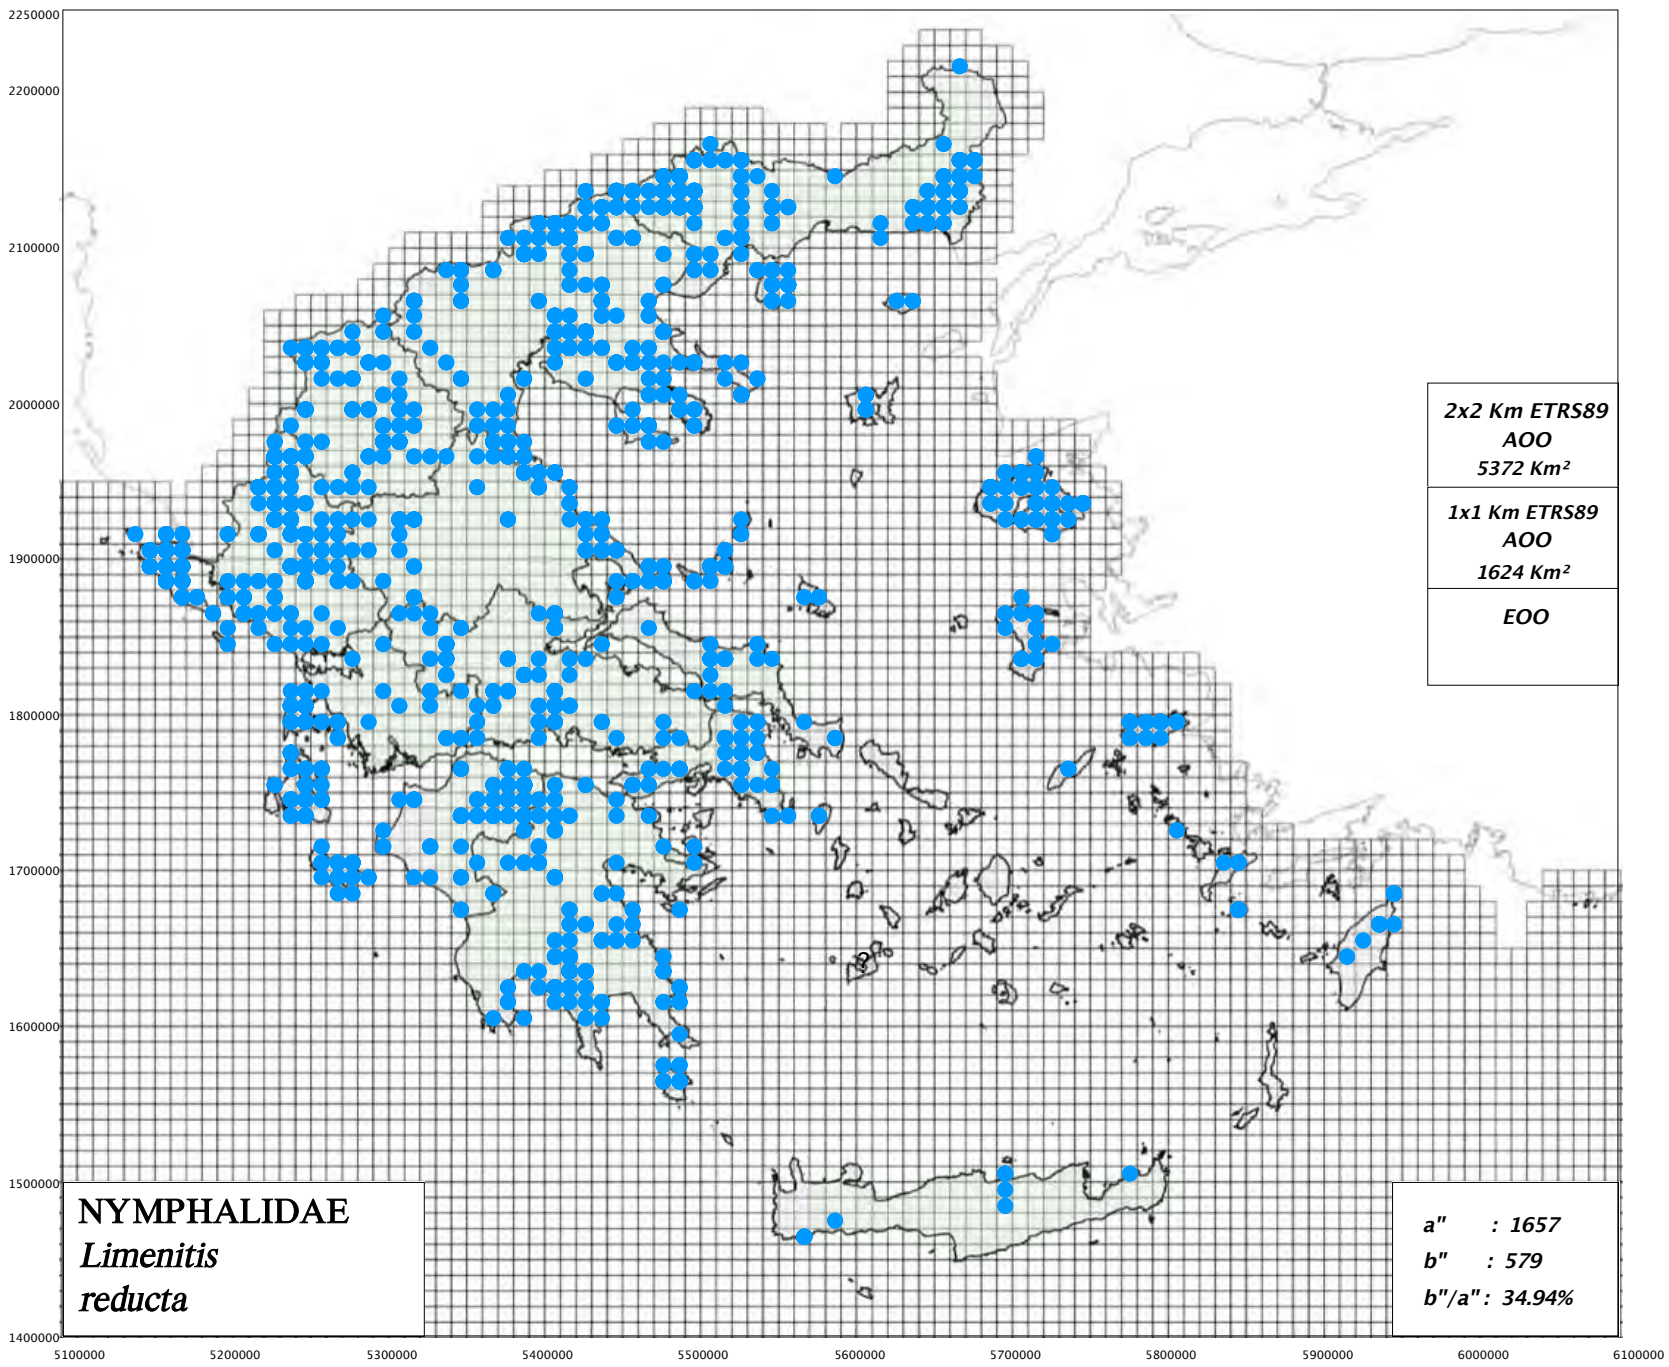 2250000
2200000
2100000
2000000
1900000
1800000
1700000
1600000
1500000
1400000
5100000 5200000 5300000 5400000 5500000 5600000 5700000 5800000 5900000 6000000 6100000
2x2 Km ETRS89
AOO
5372 Km²
1x1 Km ETRS89
AOO
1624 Km²
EOO
?
NYMPHALIDAE
Limenitis
reducta
a" : 1657
b" : 579
b"/a" : 34.94%